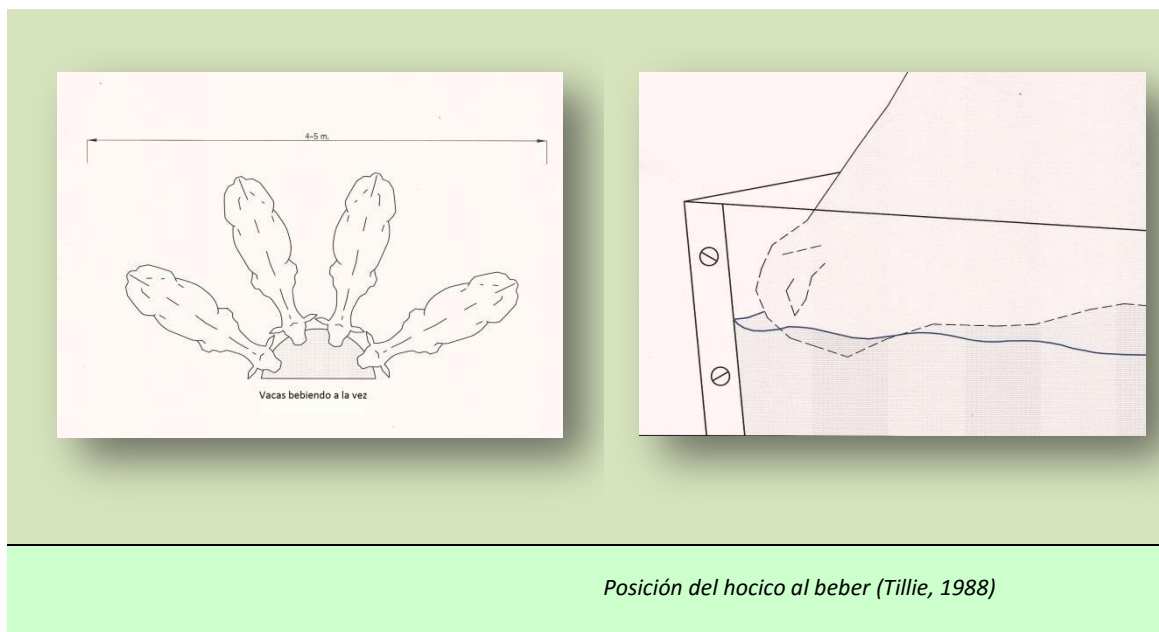 4-5 m.
Vacas bebiendo a la vez
Posición del hocico al beber (Tillie, 1988)